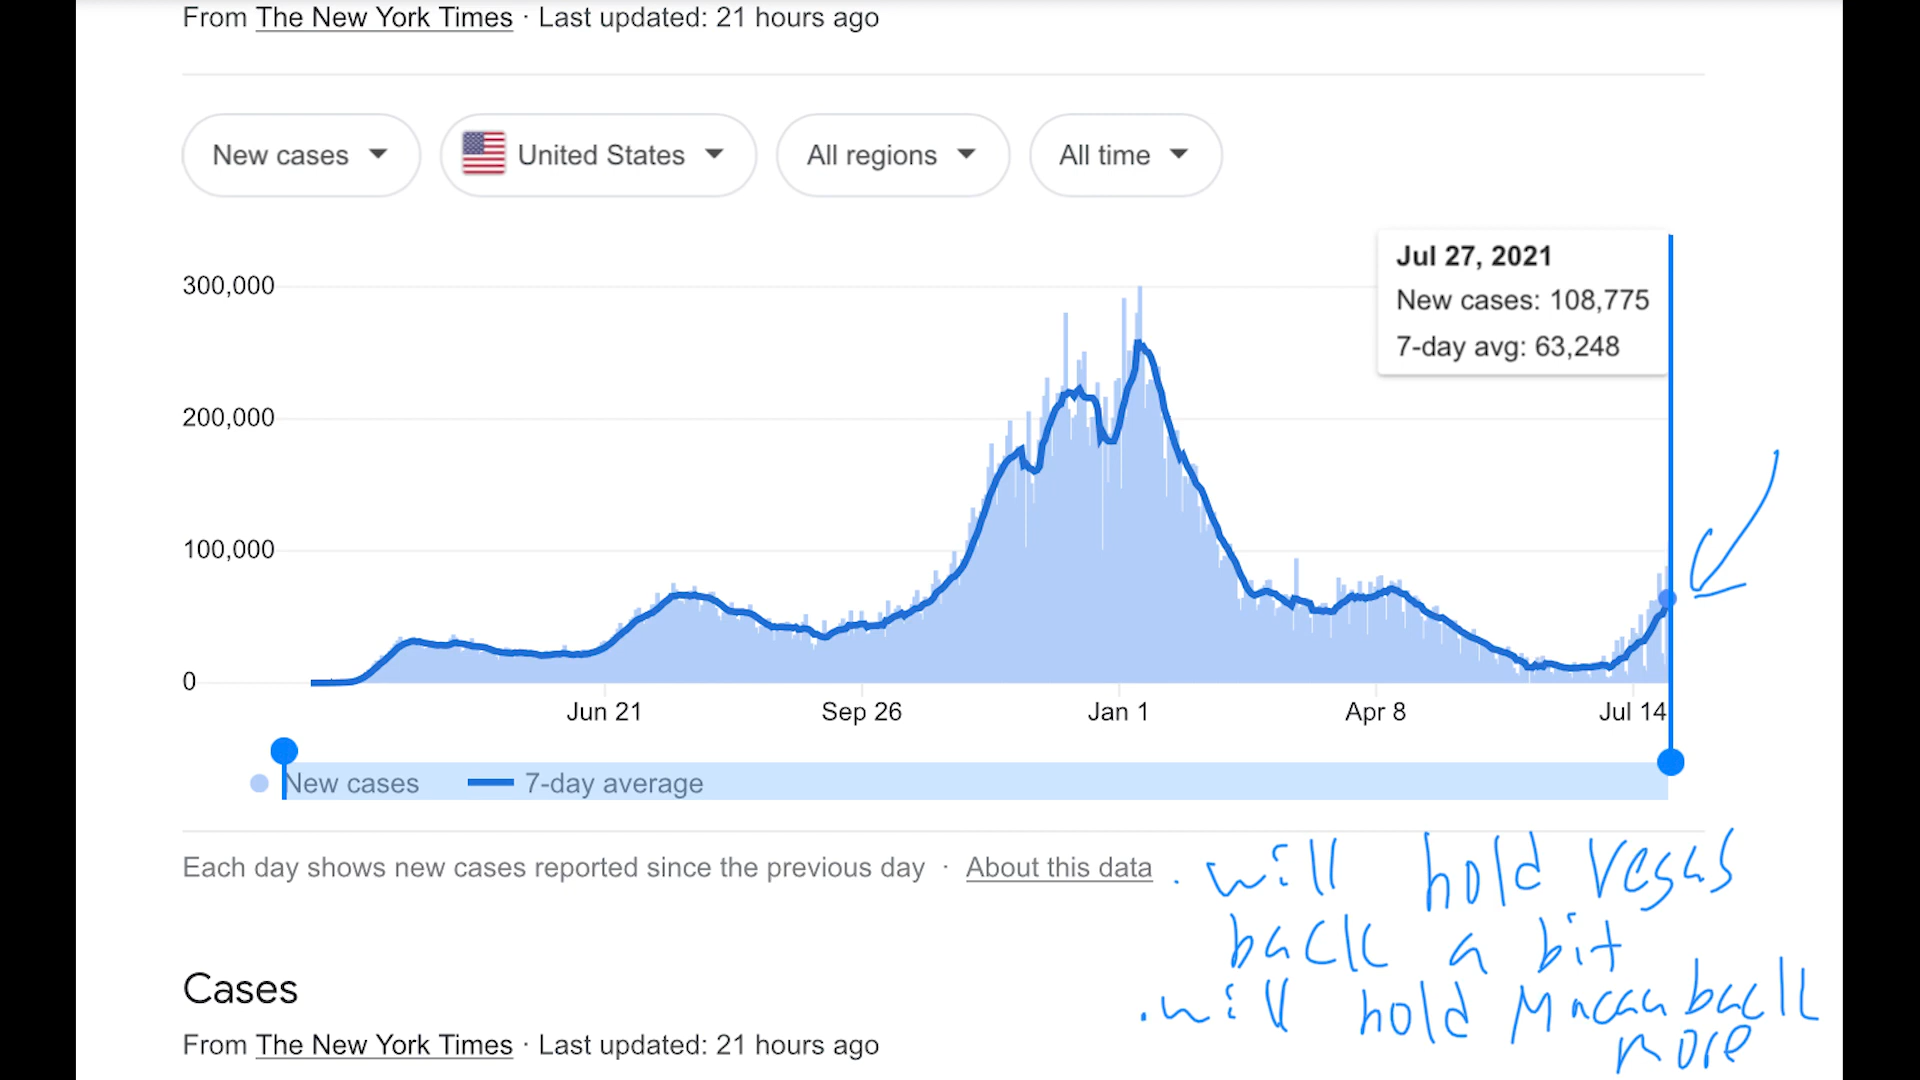 From The New York Times · Last updated: 21 hours ago
New cases United States All regions All time
Jul 27, 2021
New cases: 108,775
7-day avg: 63,248
300,000
200,000
100,000
0
Jun 21 Sep 26 Jan 1 Apr 8 Jul 14
New cases 7-day average
Each day shows new cases reported since the previous day · About this data
. will hold Vegas
back a bit
. will hold Macau back
more
Cases
From The New York Times · Last updated: 21 hours ago